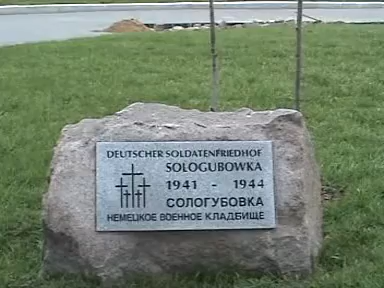 DEUTSCHER SOLDATENFRIEDHOF
SOLOGUBOWKA
1941 - 1944
СОЛОГУБОВКА
НЕМЕЦКОЕ ВОЕННОЕ КЛАДБИЩЕ